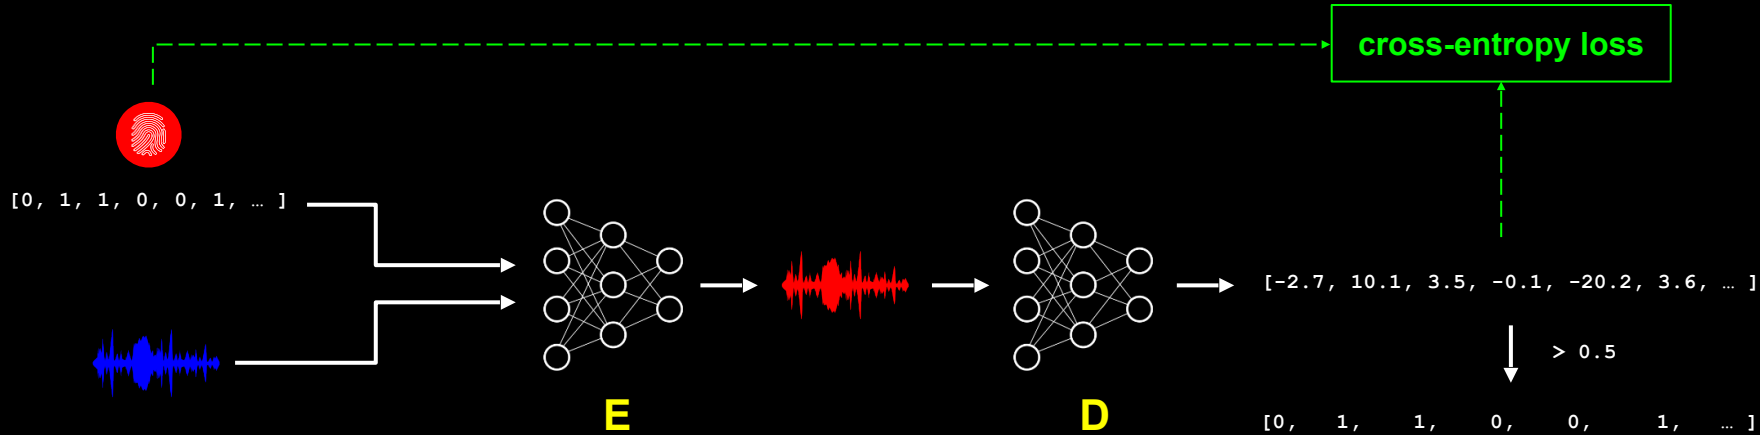 cross-entropy loss
[0, 1, 1, 0, 0, 1, … ]
[-2.7, 10.1, 3.5, -0.1, -20.2, 3.6, … ]
> 0.5
E
D
[0, 1, 1, 0, 0, 1, … ]